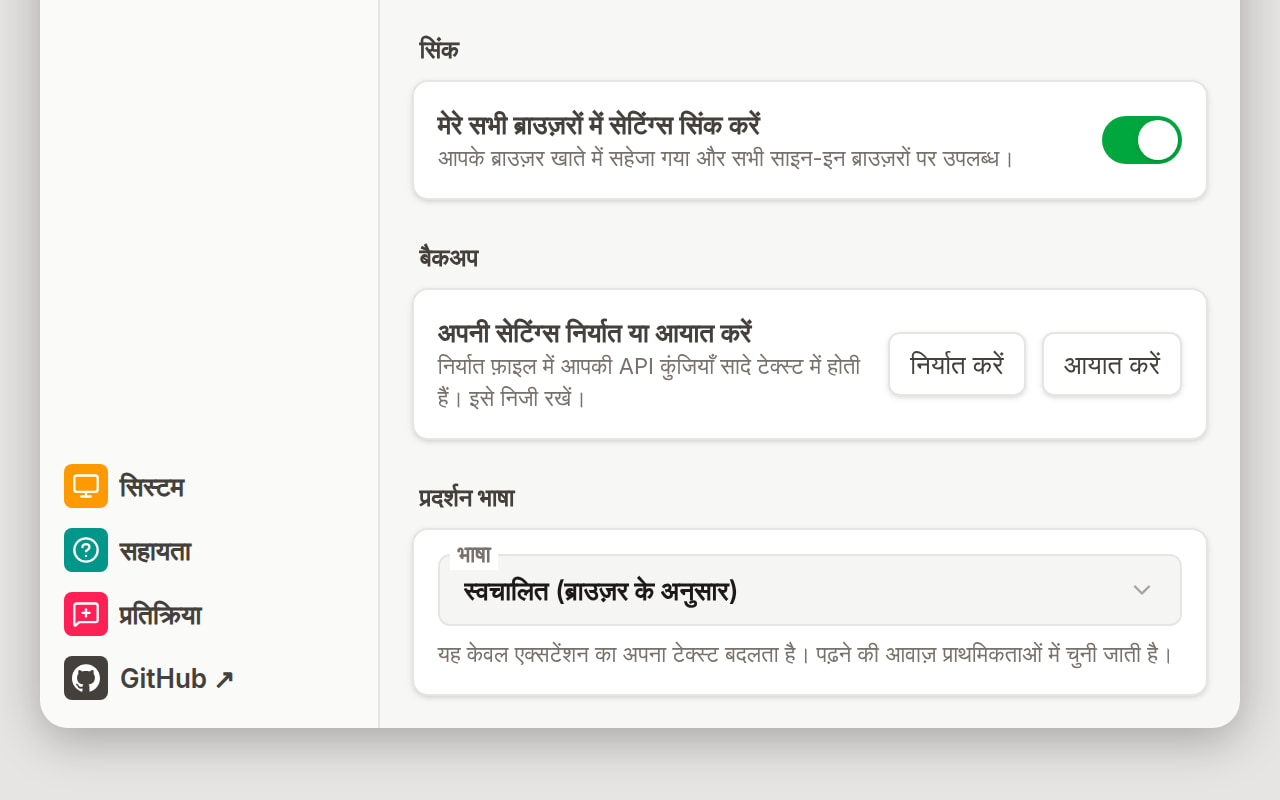 सिंक
मेरे सभी ब्राउज़रों में सेटिंग्स सिंक करें
आपके ब्राउज़र खाते में सहेजा गया और सभी साइन-इन ब्राउज़रों पर उपलब्ध।
बैकअप
अपनी सेटिंग्स निर्यात या आयात करें
निर्यात फ़ाइल में आपकी API कुंजियाँ सादे टेक्स्ट में होती
हैं। इसे निजी रखें।
निर्यात करें
आयात करें
प्रदर्शन भाषा
भाषा
स्वचालित (ब्राउज़र के अनुसार)
यह केवल एक्सटेंशन का अपना टेक्स्ट बदलता है। पढ़ने की आवाज़ प्राथमिकताओं में चुनी जाती है।
सिस्टम
सहायता
प्रतिक्रिया
GitHub ↗